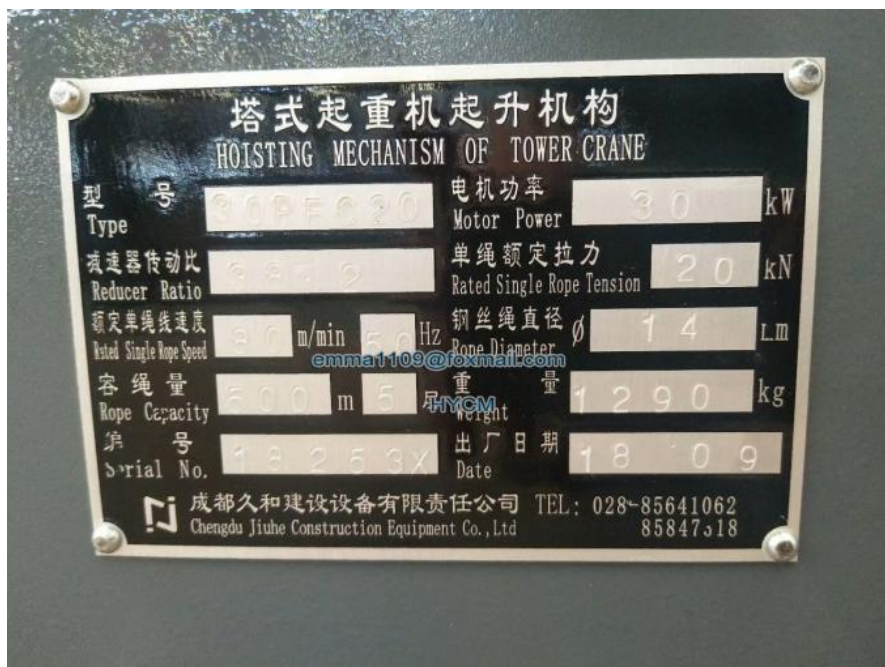 塔式起重机起升机构
HOISTING MECHANISM OF TOWER CRANE
型 号 30PFC20 电机功率 30 kW
Type Motor Power
减速器传动比 单绳额定拉力 20 kN
Reducer Ratio Rated Single Rope Tension
额定单绳线速度 80 m/min 50 Hz 钢丝绳直径 ϕ 14
Rated Single Rope Speed Rope Diameter
emma1109@foxmail.com
容绳量 500 m 5 层 重 量 1290 kg
Rope Capacity HYCM Weight
编 号 18253X 出厂日期 18 09
Serial No. Date
成都久和建设设备有限责任公司 TEL: 028-85641062
Chengdu Jiuhe Construction Equipment Co.,Ltd